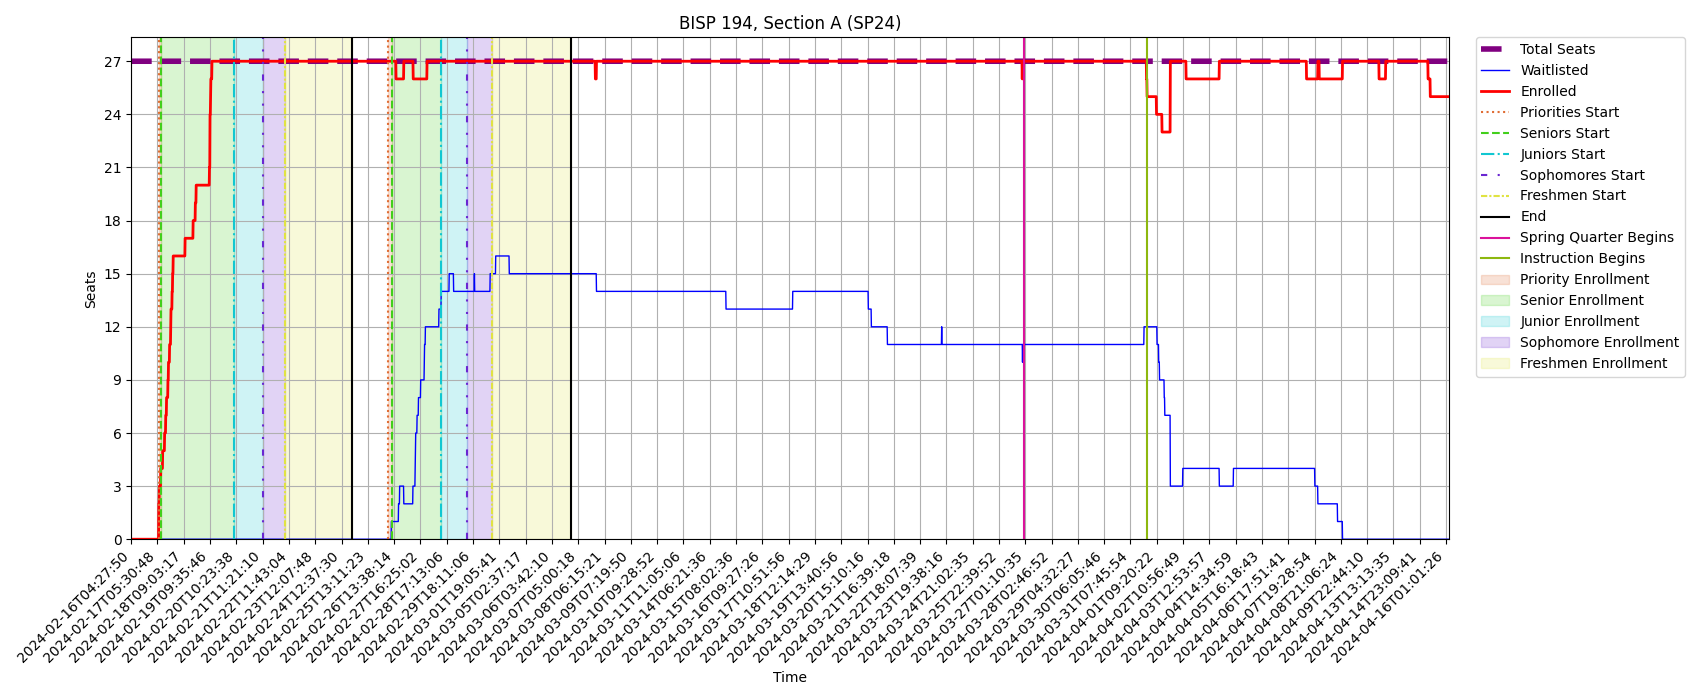 BISP 194, Section A (SP24)
Seats
27
24
21
18
15
12
9
6
3
0
2024-02-16T04:27:50
2024-02-17T05:30:48
2024-02-18T09:03:17
2024-02-19T09:35:46
2024-02-20T10:23:38
2024-02-21T11:21:10
2024-02-22T11:43:04
2024-02-23T12:07:48
2024-02-24T12:37:30
2024-02-25T13:11:23
2024-02-26T12:38:14
2024-02-27T16:25:02
2024-02-28T17:13:06
2024-02-29T18:11:06
2024-03-01T19:05:41
2024-03-05T02:37:17
2024-03-06T03:42:10
2024-03-07T05:00:18
2024-03-08T06:15:21
2024-03-09T07:19:50
2024-03-10T09:28:52
2024-03-11T11:05:06
2024-03-14T06:21:36
2024-03-15T08:02:36
2024-03-16T09:27:26
2024-03-17T10:51:56
2024-03-18T12:14:29
2024-03-19T13:40:56
2024-03-20T15:10:16
2024-03-21T16:39:18
2024-03-22T18:07:39
2024-03-23T19:38:16
2024-03-24T21:02:35
2024-03-25T22:39:52
2024-03-27T01:10:35
2024-03-28T02:46:52
2024-03-29T04:32:27
2024-03-30T06:05:46
2024-03-31T07:45:54
2024-04-01T09:20:22
2024-04-02T10:56:49
2024-04-03T12:53:57
2024-04-04T14:34:59
2024-04-05T16:18:43
2024-04-06T17:51:41
2024-04-07T19:28:54
2024-04-08T21:06:24
2024-04-09T22:44:10
2024-04-13T13:13:35
2024-04-14T23:09:41
2024-04-16T01:01:26
Time
Total Seats
Waitlisted
Enrolled
Priorities Start
Seniors Start
Juniors Start
Sophomores Start
Freshmen Start
End
Spring Quarter Begins
Instruction Begins
Priority Enrollment
Senior Enrollment
Junior Enrollment
Sophomore Enrollment
Freshmen Enrollment